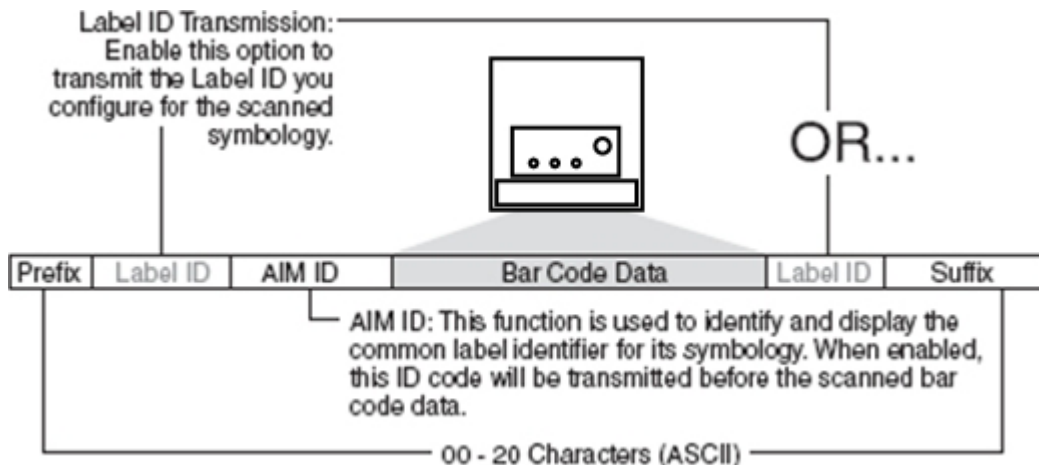 Label ID Transmission:
Enable this option to
transmit the Label ID you
configure for the scanned
symbology.
OR...
Prefix Label ID AIM ID Bar Code Data Label ID Suffix
AIM ID: This function is used to identify and display the
common label identifier for its symbology. When enabled,
this ID code will be transmitted before the scanned bar
code data.
00 - 20 Characters (ASCII)